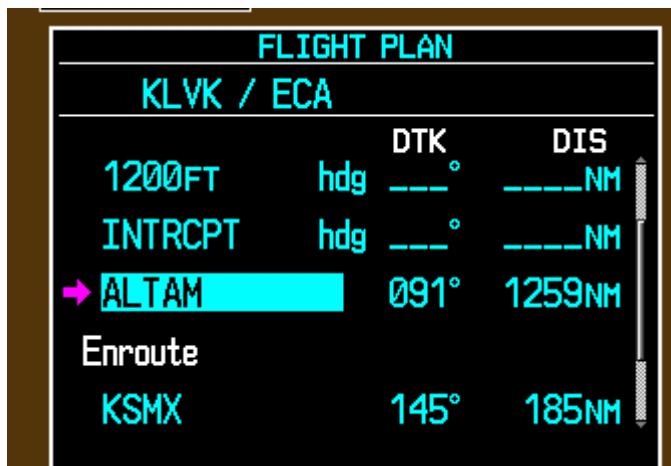 FLIGHT PLAN
KLVK / ECA
DTK DIS
1200FT hdg ___° ____NM
INTRCPT hdg ___° ____NM
ALTAM 091° 1259NM
Enroute
KSMX 145° 185NM